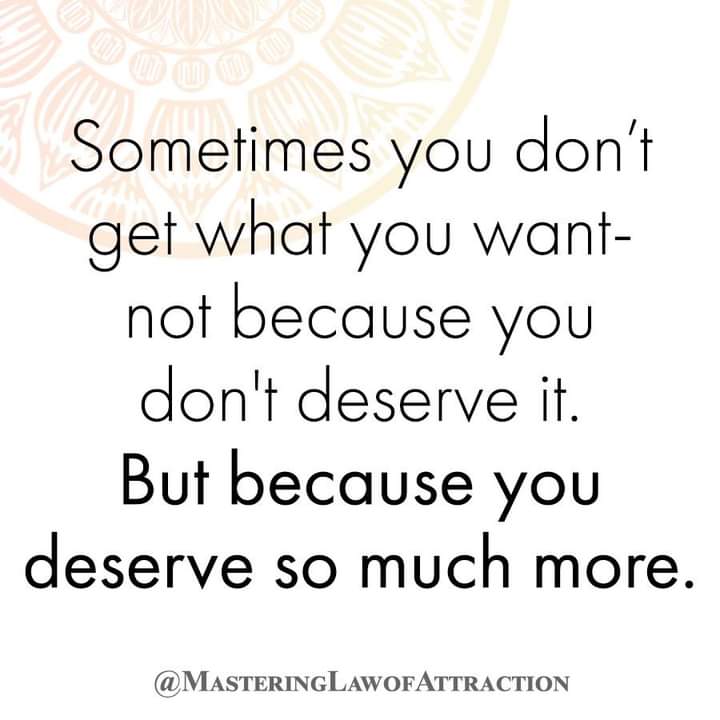 Sometimes you don’t
get what you want-
not because you
don't deserve it.
But because you
deserve so much more.
@MasteringLawofAttraction